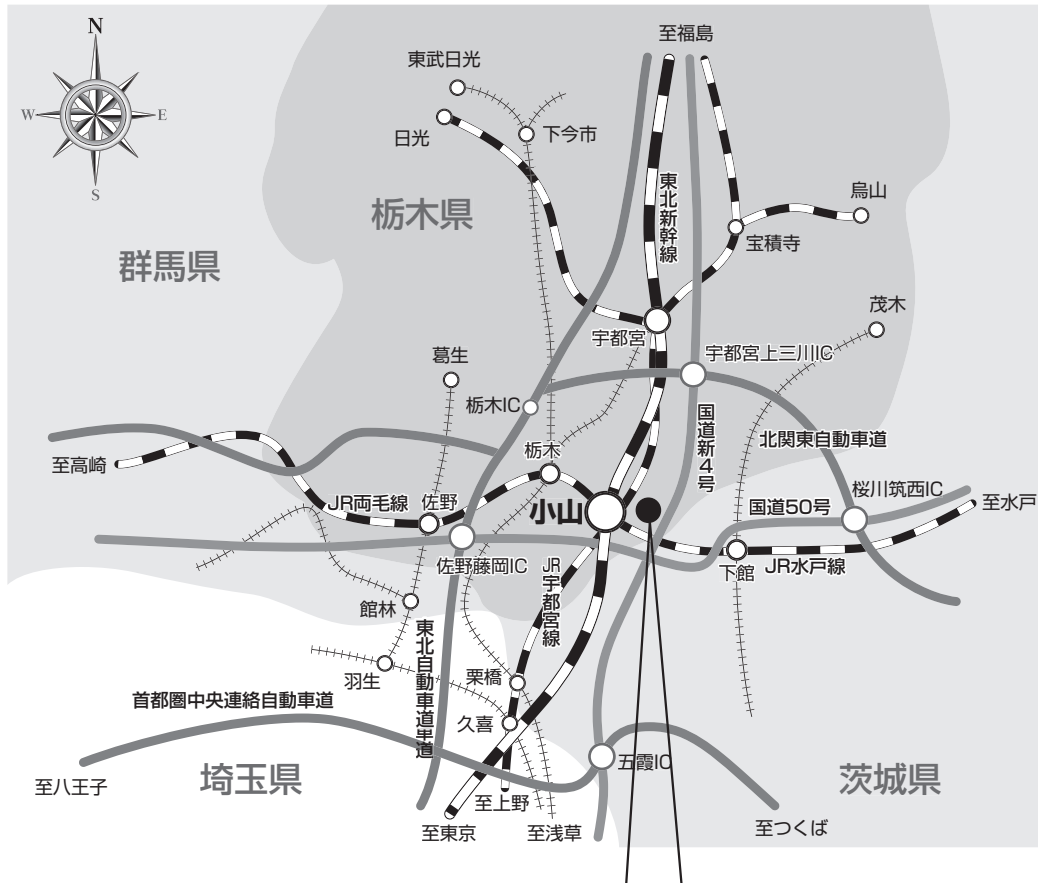 N
W
E
S
至福島
東武日光
日光
下今市
栃木県
東北新幹線
烏山
宝積寺
群馬県
茂木
宇都宮
宇都宮上三川IC
葛生
栃木IC
国道新4号
北関東自動車道
栃木
至高崎
桜川筑西IC
JR両毛線
佐野
小山
国道50号
至水戸
佐野藤岡IC
JR宇都宮線
下館
JR水戸線
館林
東北自動車道
羽生
栗橋
首都圏中央連絡自動車道
久喜
五霞IC
至八王子
埼玉県
茨城県
至上野
至東京
至浅草
至つくば